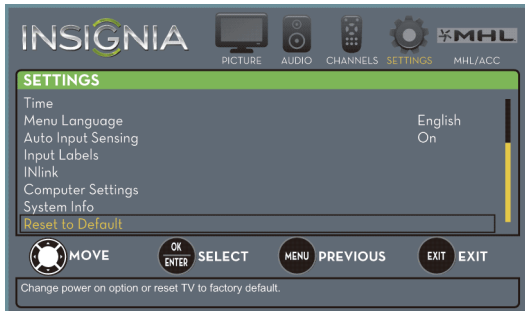 INSIGNIA
PICTURE AUDIO CHANNELS SETTINGS MHL MHL/ACC
SETTINGS
Time
Menu Language English
Auto Input Sensing On
Input Labels
INlink
Computer Settings
System Info
Reset to Default
MOVE OK ENTER SELECT MENU PREVIOUS EXIT EXIT
Change power on option or reset TV to factory default.